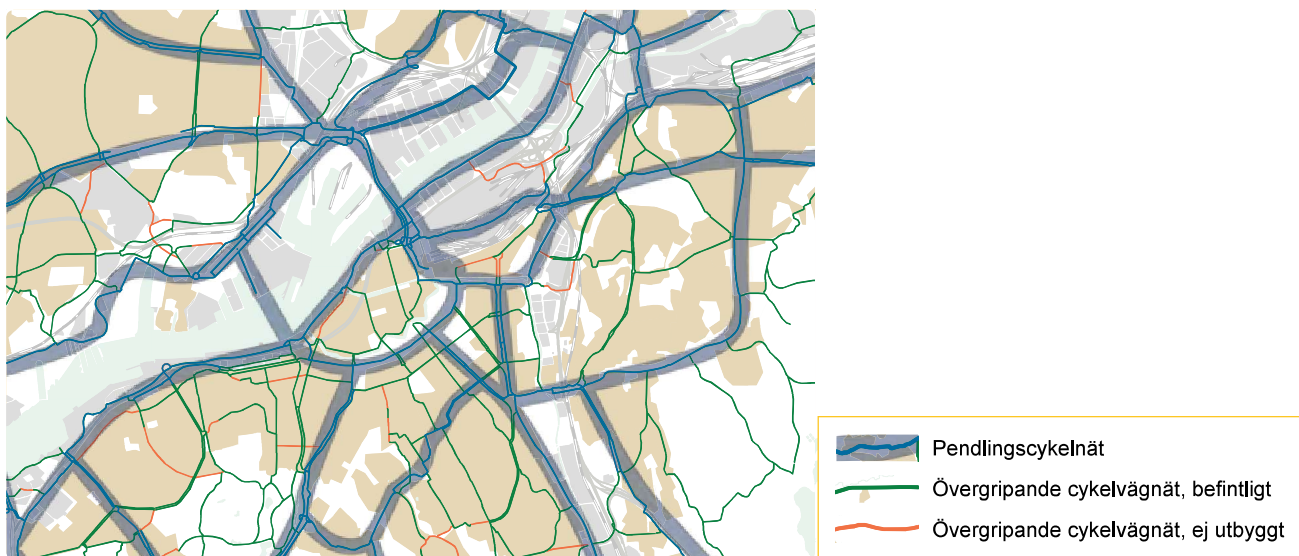 Pendlingscykelnät
Övergripande cykelvägnät, befintligt
Övergripande cykelvägnät, ej utbyggt